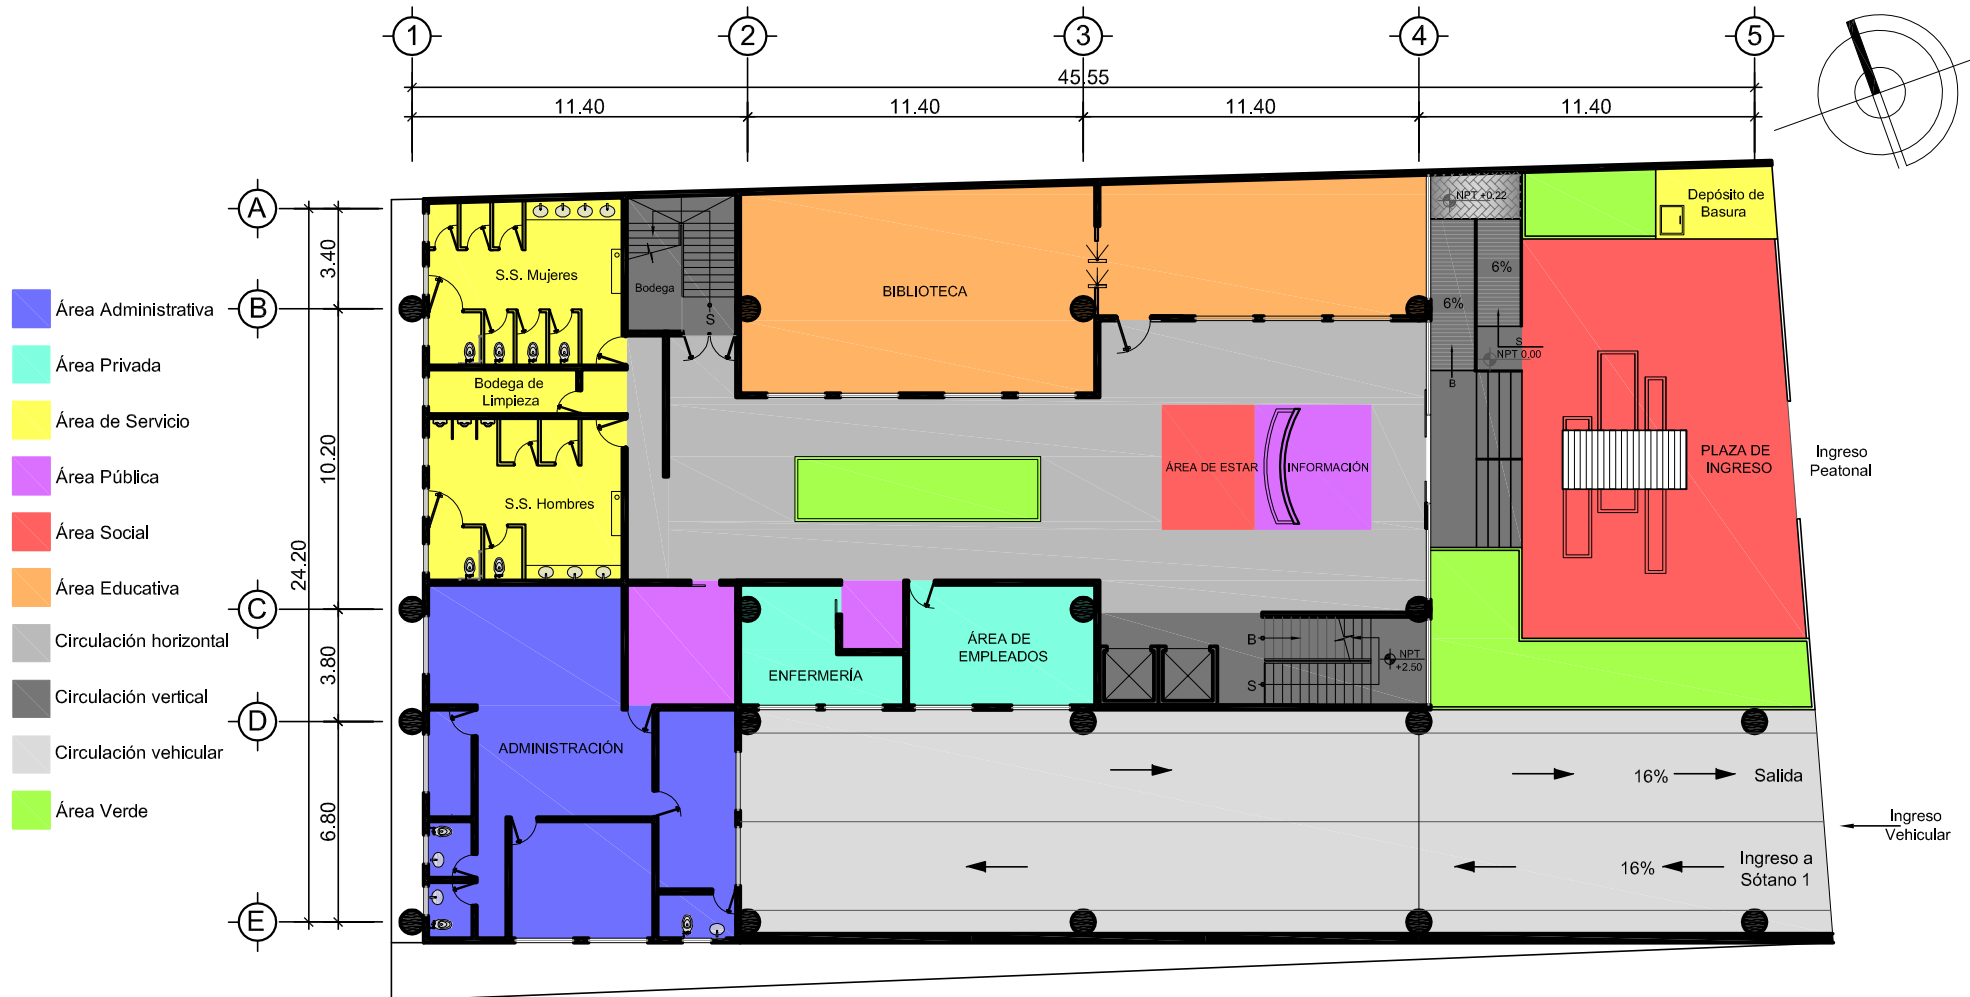 1
2
3
4
5
45.55
11.40
11.40
11.40
11.40
A
B
C
D
E
3.40
10.20
3.80
6.80
24.20
Área Administrativa
Área Privada
Área de Servicio
Área Pública
Área Social
Área Educativa
Circulación horizontal
Circulación vertical
Circulación vehicular
Área Verde
S.S. Mujeres
Bodega de
Limpieza
S.S. Hombres
Bodega
S
BIBLIOTECA
NPT +0.22
Depósito de
Basura
6%
6%
S
NPT 0.00
B
ÁREA DE ESTAR
INFORMACIÓN
PLAZA DE
INGRESO
Ingreso
Peatonal
ENFERMERÍA
ÁREA DE
EMPLEADOS
B
S
NPT
+2.50
ADMINISTRACIÓN
16%
Salida
16%
Ingreso a
Sótano 1
Ingreso
Vehicular